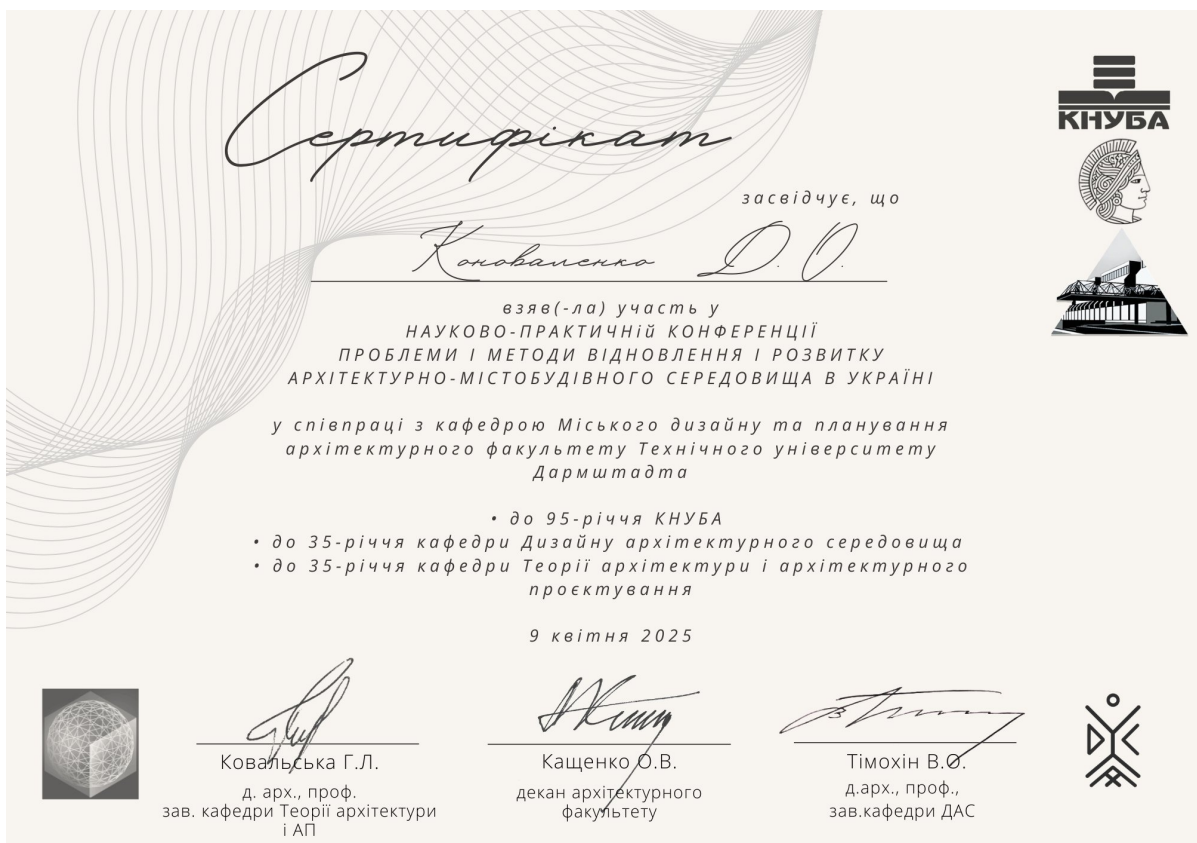 Сертифікат
КНУБА
засвідчує, що
Коноваленко Д. О.
взяв(-ла) участь у
НАУКОВО-ПРАКТИЧНій КОНФЕРЕНЦІЇ
ПРОБЛЕМИ І МЕТОДИ ВІДНОВЛЕННЯ І РОЗВИТКУ
АРХІТЕКТУРНО-МІСТОБУДІВНОГО СЕРЕДОВИЩА В УКРАЇНІ
у співпраці з кафедрою Міського дизайну та планування
архітектурного факультету Технічного університету
Дармштадта
• до 95-річчя КНУБА
• до 35-річчя кафедри Дизайну архітектурного середовища
• до 35-річчя кафедри Теорії архітектури і архітектурного
проєктування
9 квітня 2025
Ковальська Г.Л.
д. арх., проф.
зав. кафедри Теорії архітектури
і АП
Кащенко О.В.
декан архітектурного
факультету
Тімохін В.О.
д.арх., проф.,
зав.кафедри ДАС